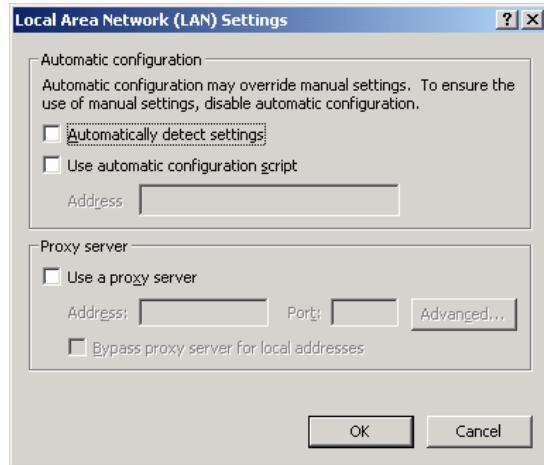 Local Area Network (LAN) Settings
Automatic configuration
Automatic configuration may override manual settings. To ensure the
use of manual settings, disable automatic configuration.
Automatically detect settings
Use automatic configuration script
Address
Proxy server
Use a proxy server
Address: Port: Advanced...
Bypass proxy server for local addresses
OK Cancel